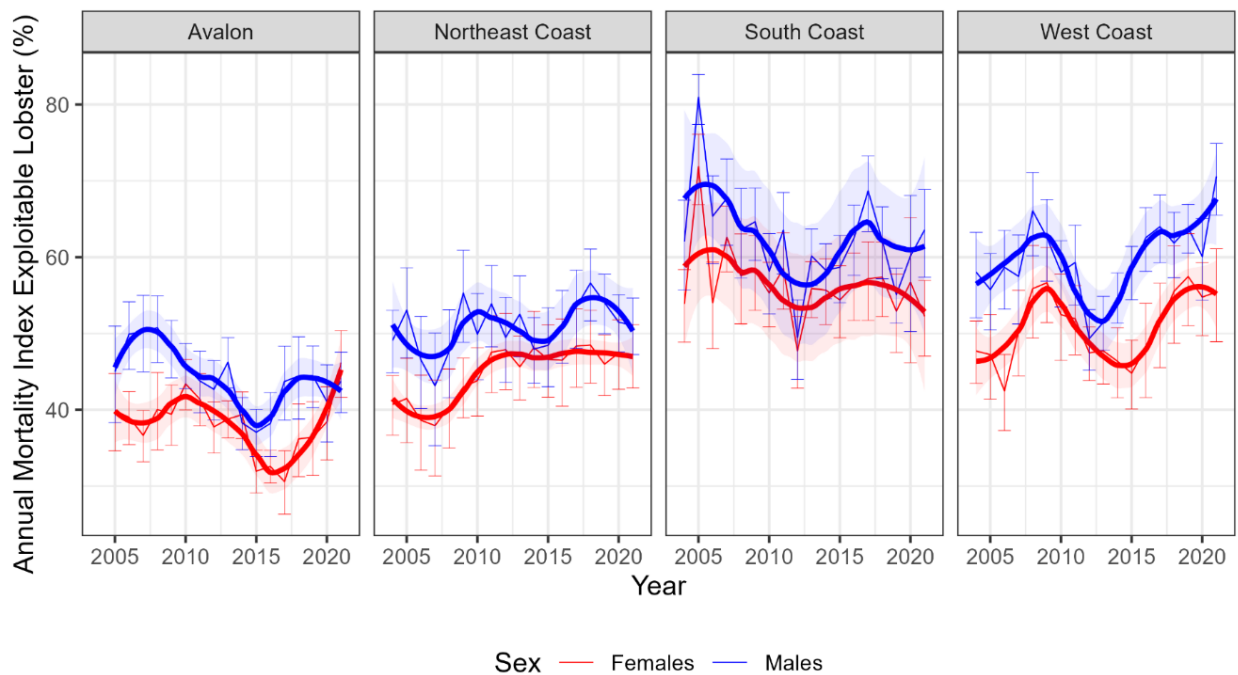 Annual Mortality Index Exploitable Lobster (%)
Avalon
Northeast Coast
South Coast
West Coast
80
60
40
2005 2010 2015 2020
2005 2010 2015 2020
2005 2010 2015 2020
2005 2010 2015 2020
Year
Sex Females Males